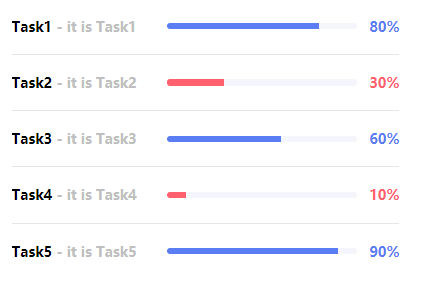 Task1 - it is Task1 80%
Task2 - it is Task2 30%
Task3 - it is Task3 60%
Task4 - it is Task4 10%
Task5 - it is Task5 90%